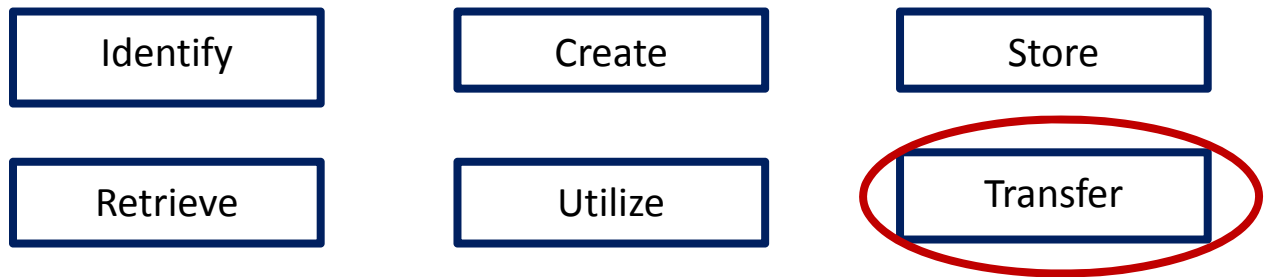 Identify
Create
Store
Retrieve
Utilize
Transfer